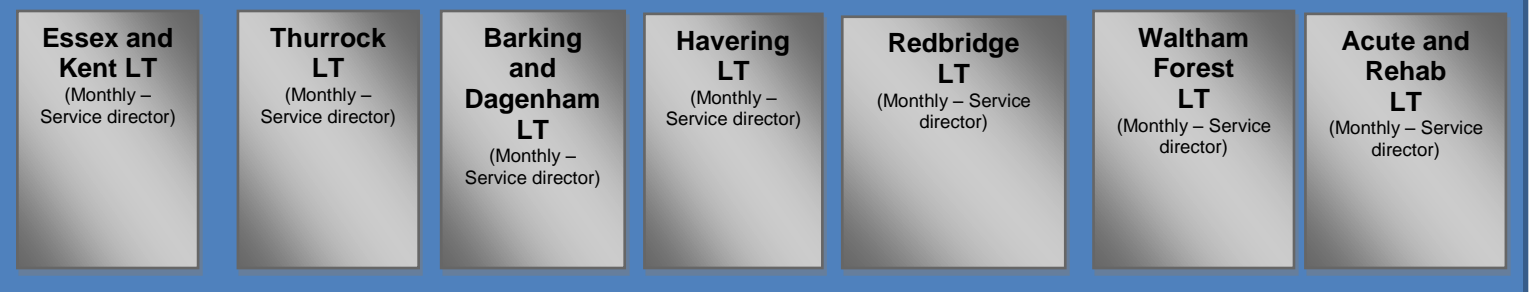 Essex and
Kent LT
(Monthly –
Service director)
Thurrock
LT
(Monthly –
Service director)
Barking
and
Dagenham
LT
(Monthly –
Service director)
Havering
LT
(Monthly –
Service director)
Redbridge
LT
(Monthly – Service
director)
Waltham
Forest
LT
(Monthly – Service
director)
Acute and
Rehab
LT
(Monthly – Service
director)